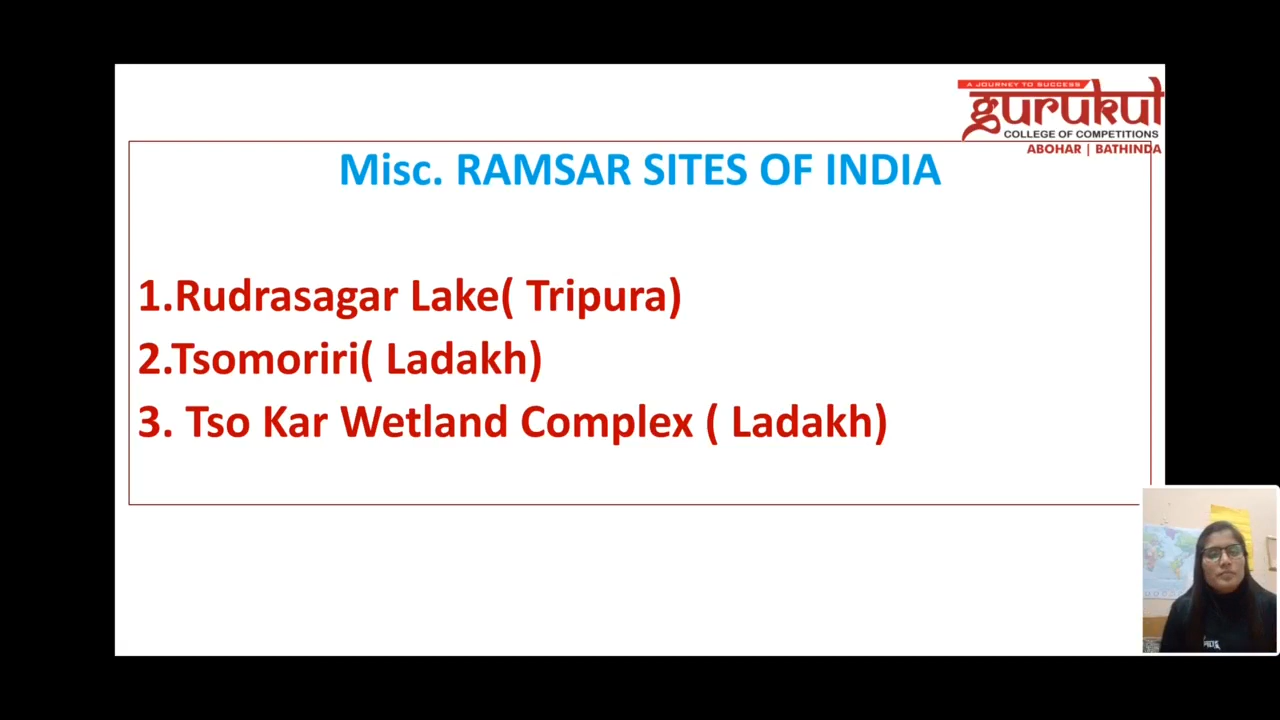 A JOURNEY TO SUCCESS
gurukul
COLLEGE OF COMPETITIONS
ABOHAR | BATHINDA
Misc. RAMSAR SITES OF INDIA
1.Rudrasagar Lake( Tripura)
2.Tsomoriri( Ladakh)
3. Tso Kar Wetland Complex ( Ladakh)